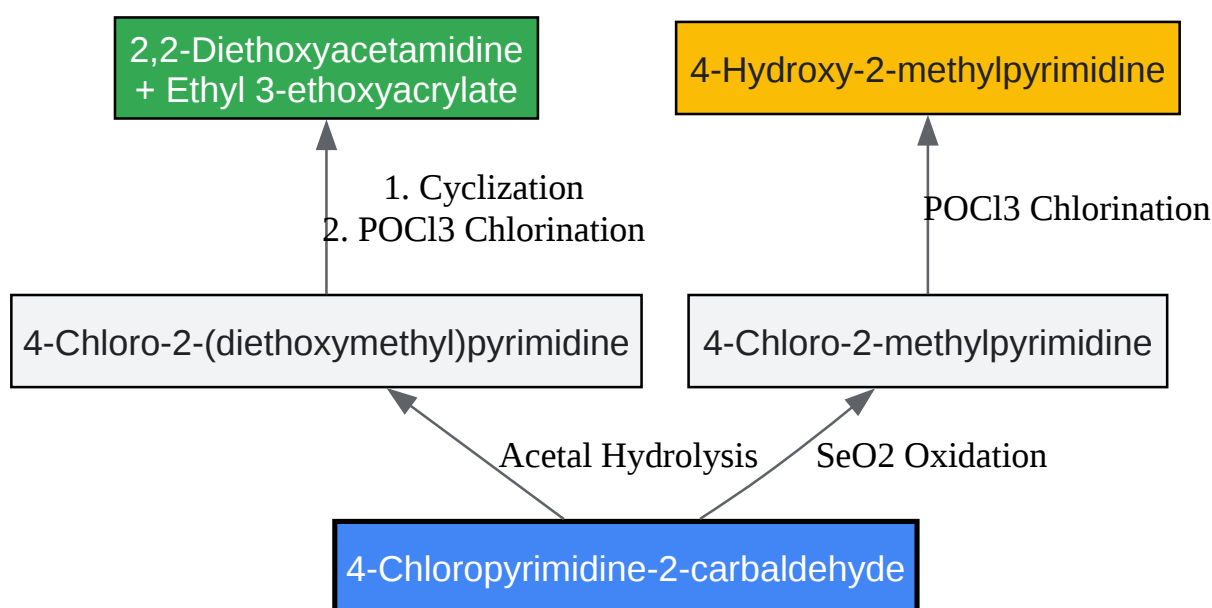 2,2-Diethoxyacetamidine
+ Ethyl 3-ethoxyacrylate
4-Hydroxy-2-methylpyrimidine
1. Cyclization
2. POCl3 Chlorination
POCl3 Chlorination
4-Chloro-2-(diethoxymethyl)pyrimidine
4-Chloro-2-methylpyrimidine
Acetal Hydrolysis
SeO2 Oxidation
4-Chloropyrimidine-2-carbaldehyde